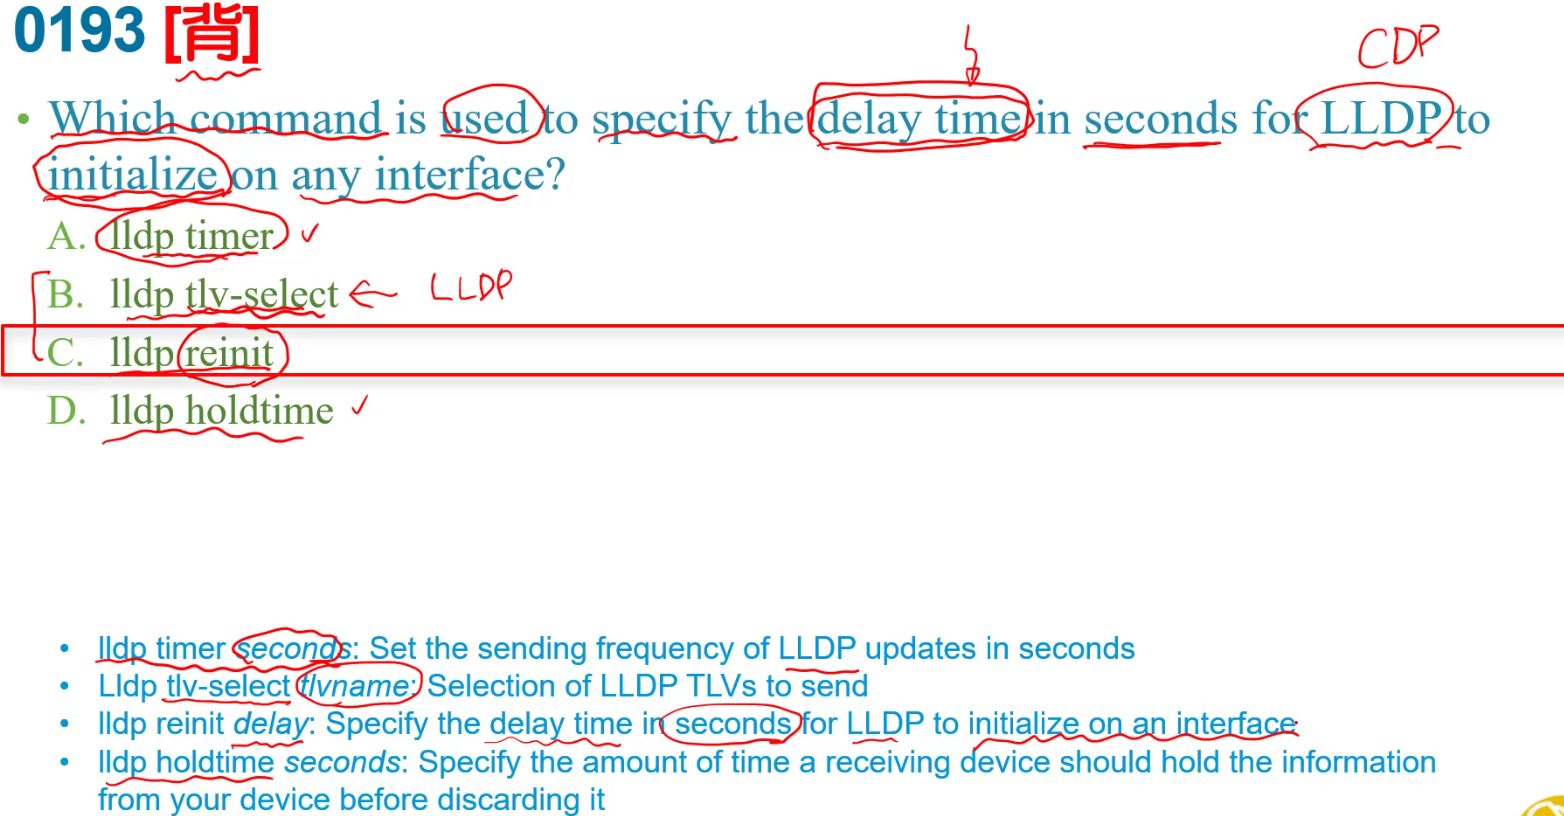 0193 [背]
CDP
• Which command is used to specify the delay time in seconds for LLDP to
initialize on any interface?
A. lldp timer ✓
B. lldp tlv-select ← LLDP
C. lldp reinit
D. lldp holdtime ✓
• lldp timer seconds: Set the sending frequency of LLDP updates in seconds
• Lldp tlv-select tlvname: Selection of LLDP TLVs to send
• lldp reinit delay: Specify the delay time in seconds for LLDP to initialize on an interface
• lldp holdtime seconds: Specify the amount of time a receiving device should hold the information
from your device before discarding it